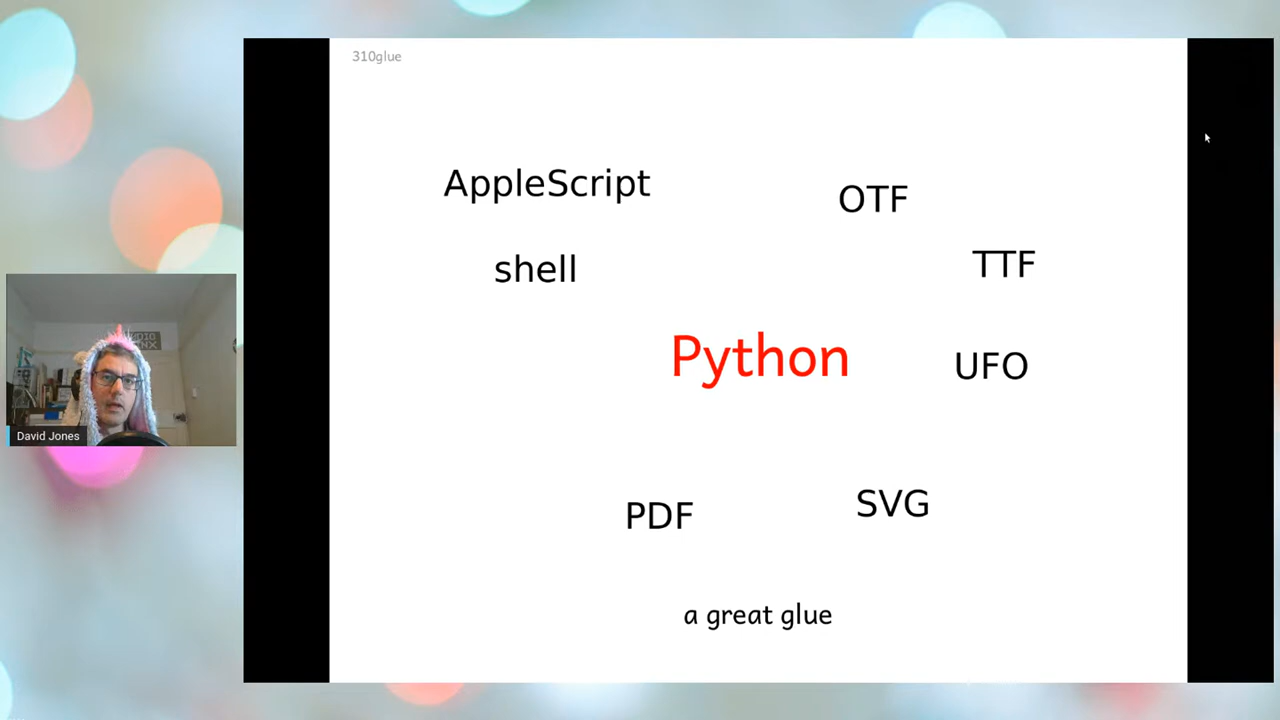 310glue
AppleScript
OTF
shell
TTF
Python
UFO
PDF
SVG
a great glue
David Jones